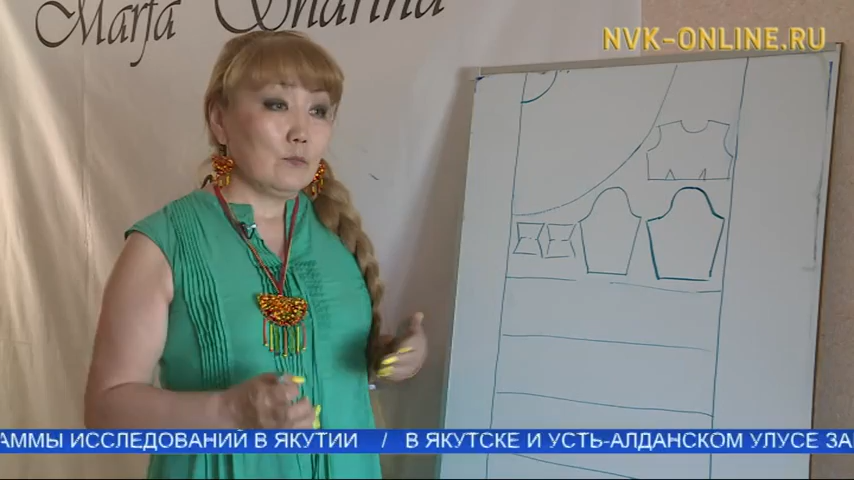 Marfa Sharina
NVK-ONLINE.RU
АММЫ ИССЛЕДОВАНИЙ В ЯКУТИИ / В ЯКУТСКЕ И УСТЬ-АЛДАНСКОМ УЛУСЕ ЗА